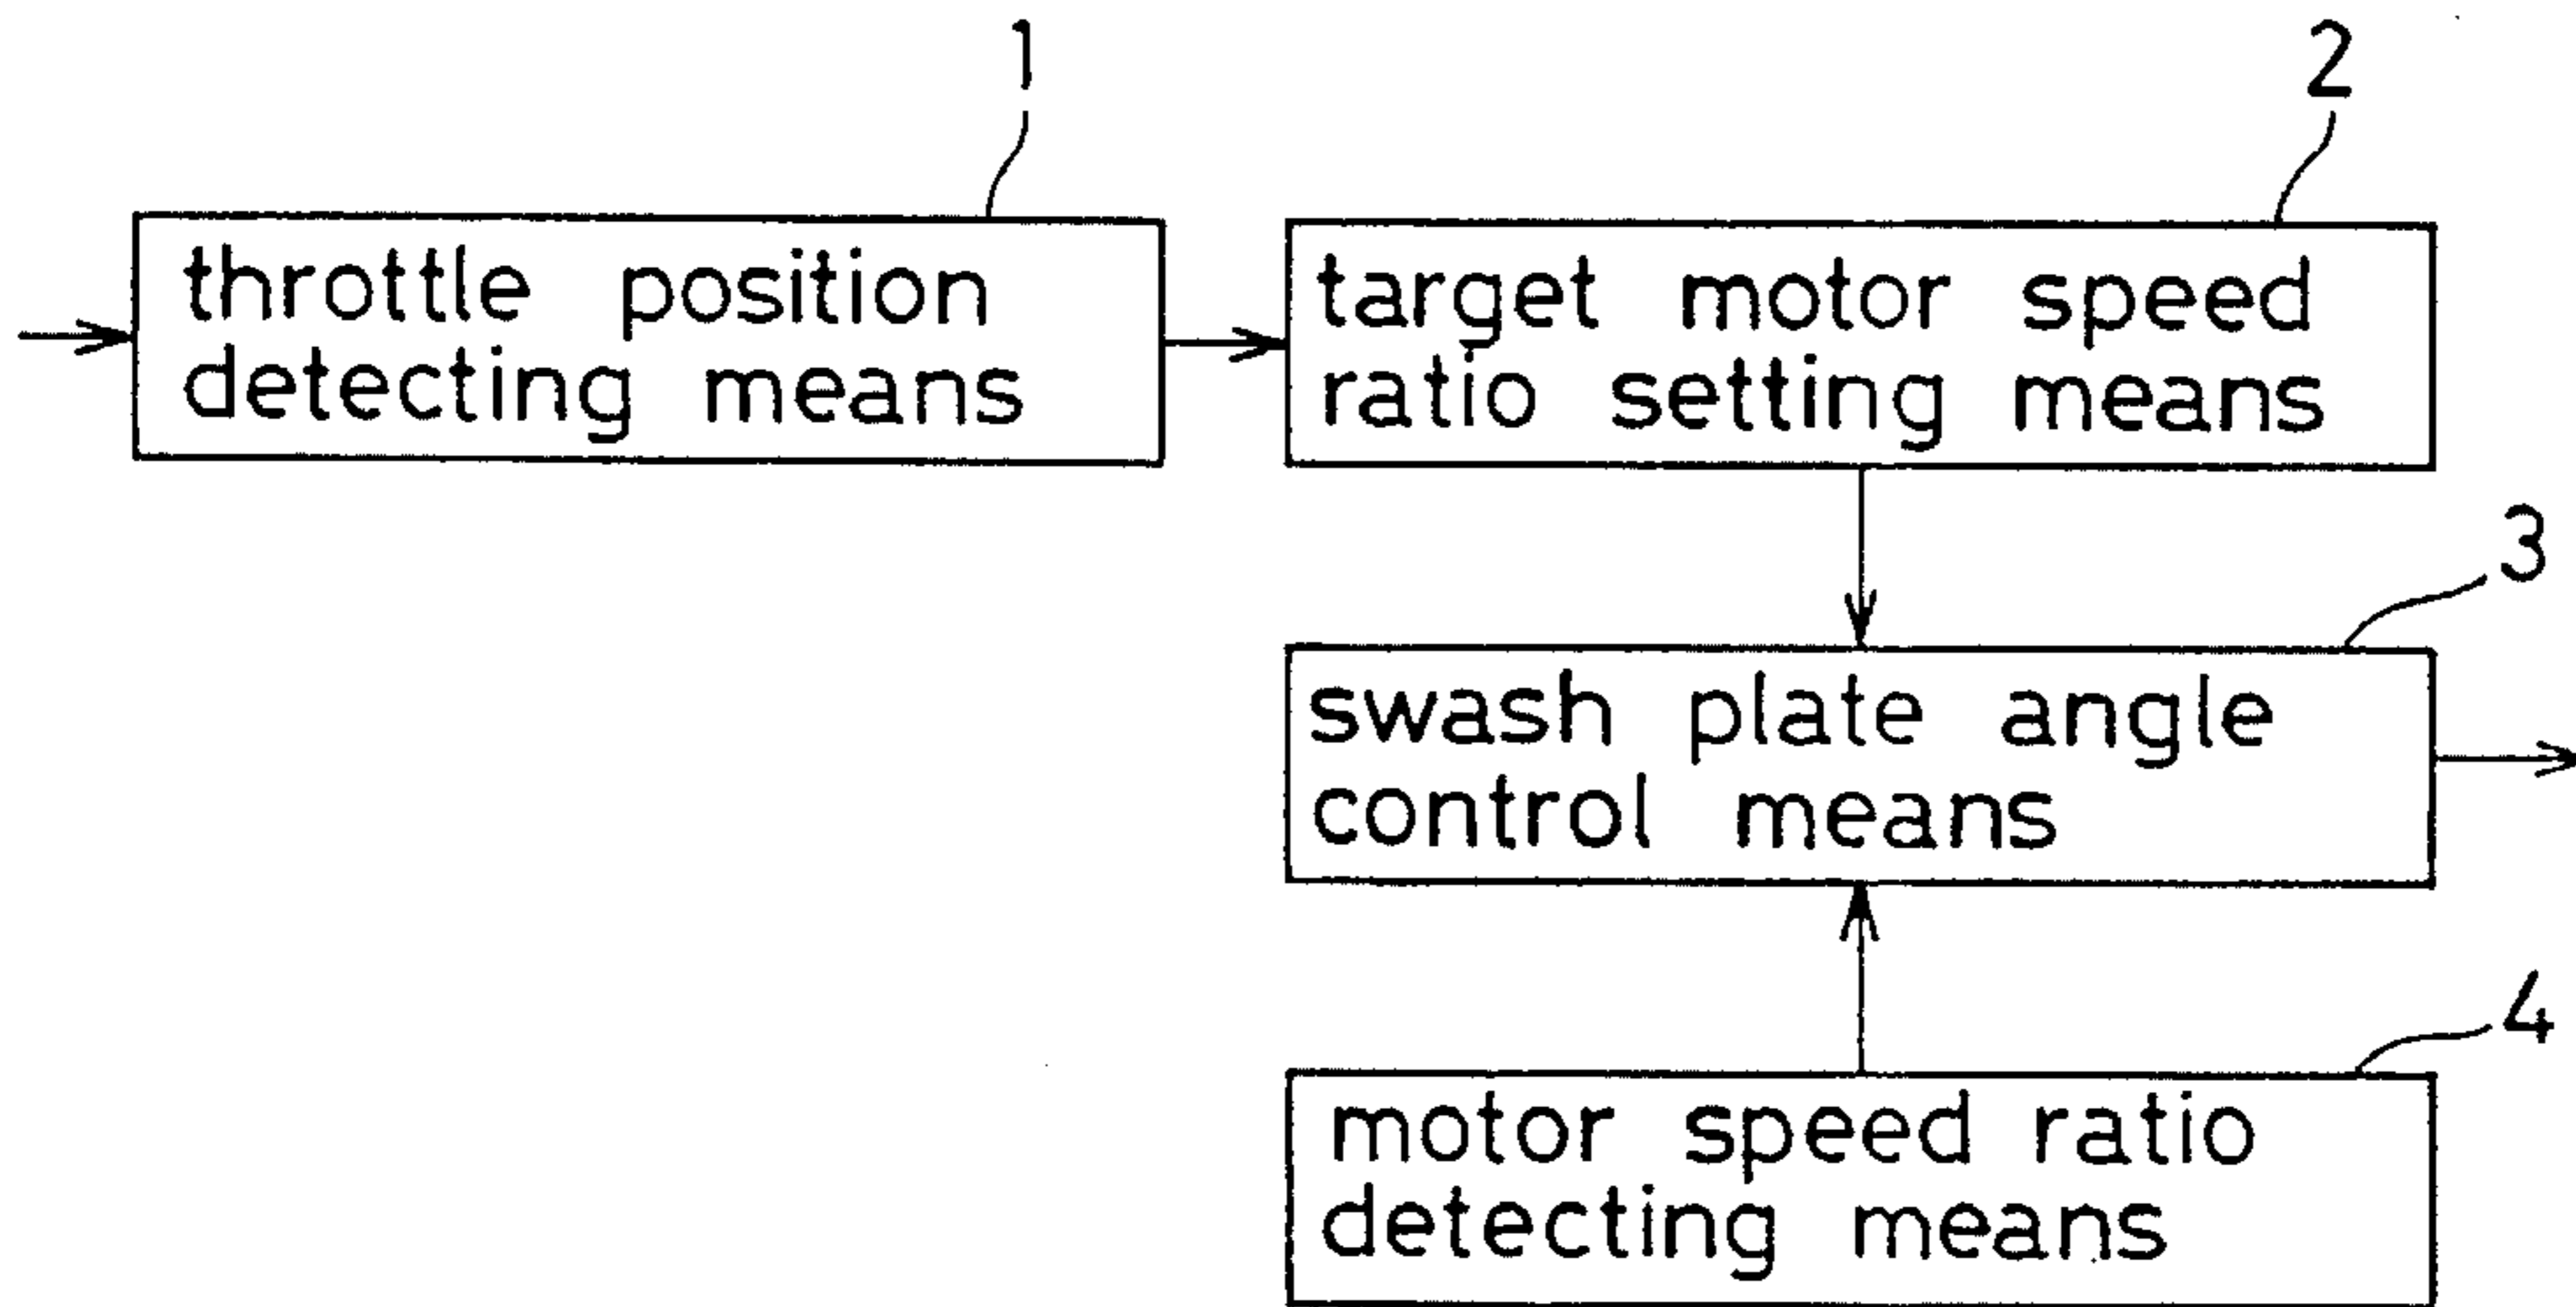 1
throttle position
detecting means
2
target motor speed
ratio setting means
3
swash plate angle
control means
4
motor speed ratio
detecting means